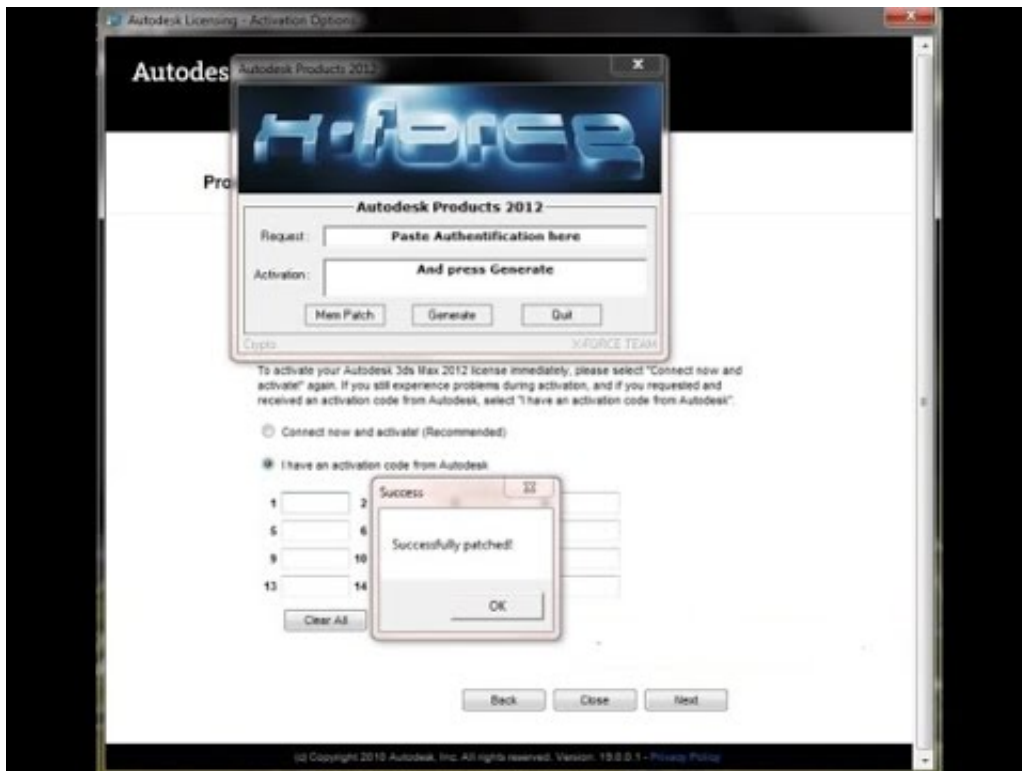 Autodesk Licensing - Activation Options
Autodes
Autodesk Products 2012
x-force
Pro
Autodesk Products 2012
Request :
Paste Authentification here
Activation :
And press Generate
Mem Patch
Generate
Quit
Crypto
X-FORCE TEAM
To activate your Autodesk 3ds Max 2012 license immediately, please select "Connect now and
activate!" again. If you still experience problems during activation, and if you requested and
received an activation code from Autodesk, select "I have an activation code from Autodesk".
Connect now and activate! (Recommended)
I have an activation code from Autodesk
1 2
5 6
9 10
13 14
Success
Successfully patched!
OK
Clear All
Back
Close
Next
(c) Copyright 2010 Autodesk, Inc. All rights reserved. Version: 19.0.0.1 - Privacy Policy